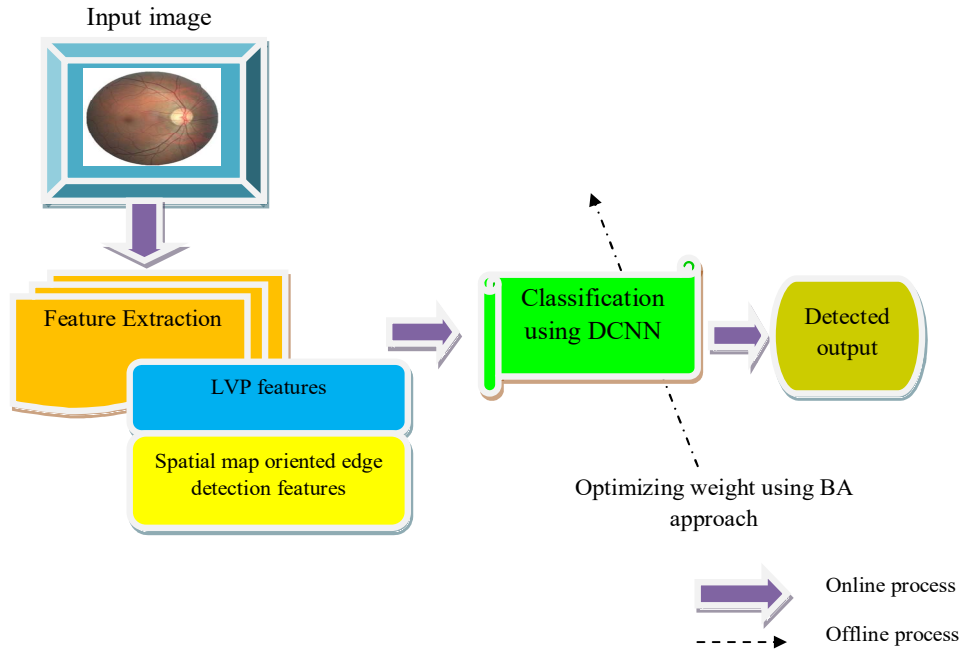 Input image
Feature Extraction
LVP features
Spatial map oriented edge
detection features
Classification
using DCNN
Detected
output
Optimizing weight using BA
approach
Online process
Offline process